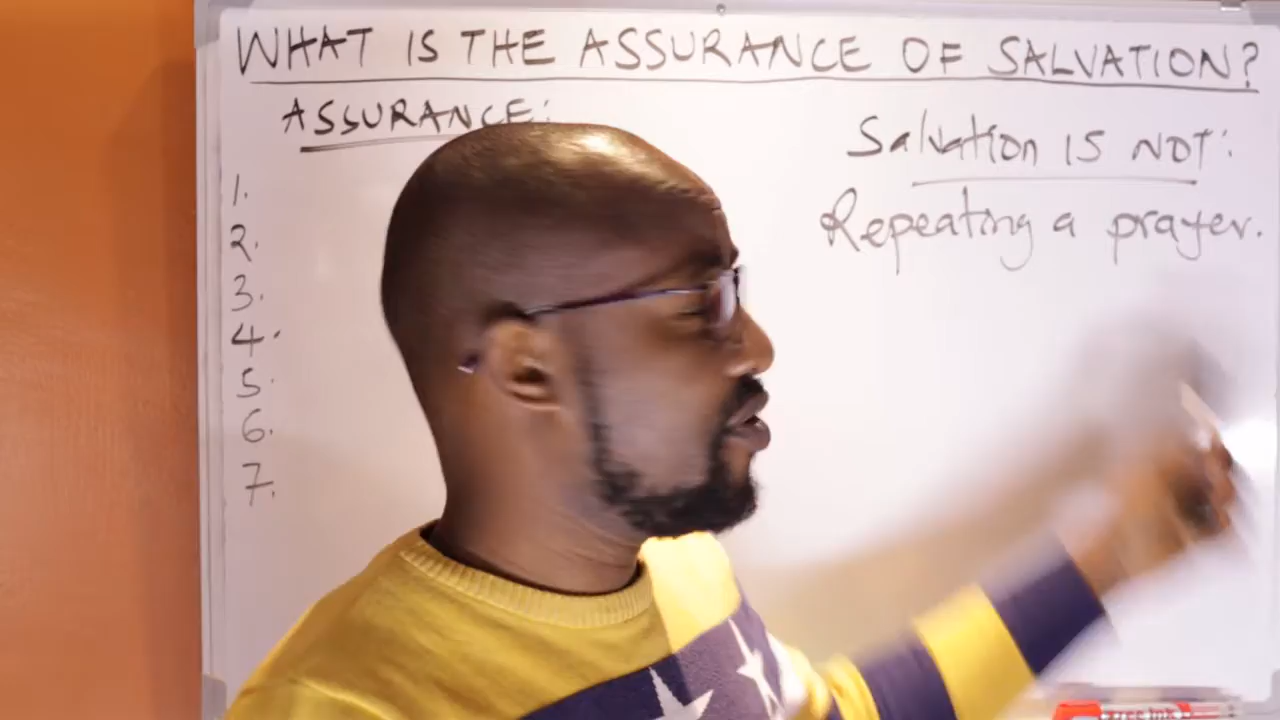 WHAT IS THE ASSURANCE OF SALVATION?
ASSURANCE:
1.
2.
3.
4.
5.
6.
7.
Salvation IS NOT:
Repeating a prayer.